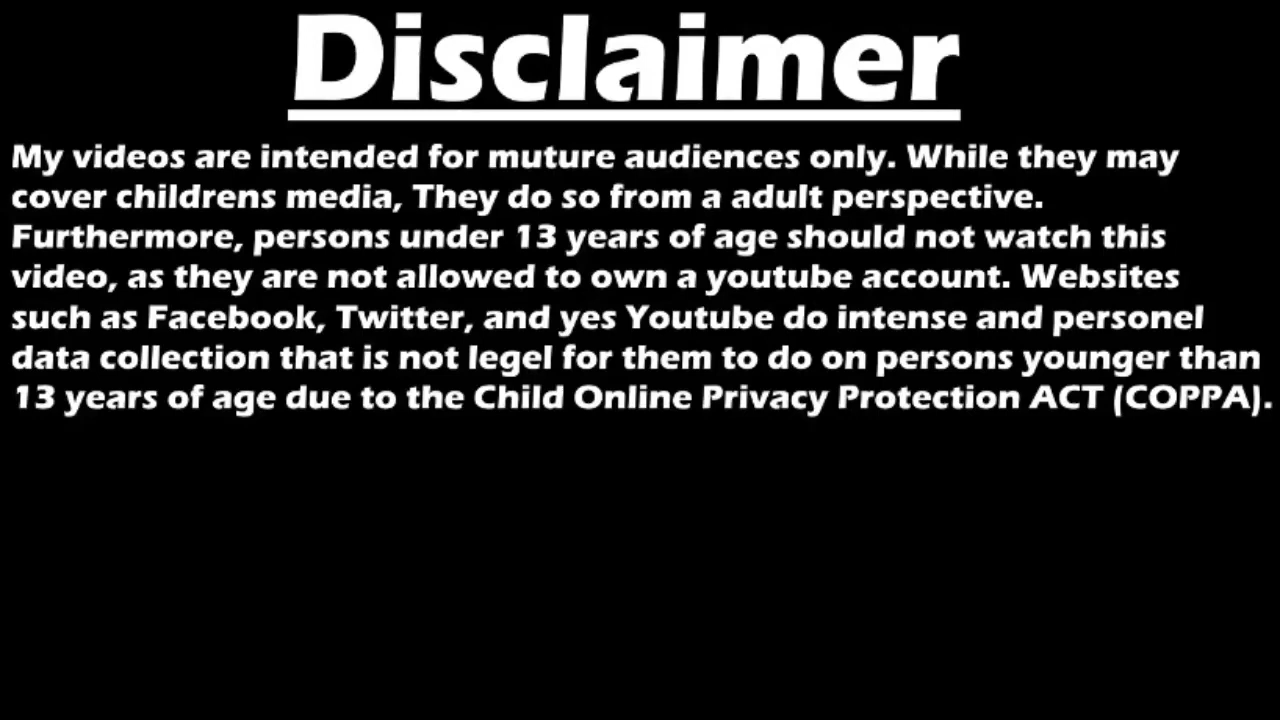 Disclaimer
My videos are intended for muture audiences only. While they may
cover childrens media, They do so from a adult perspective.
Furthermore, persons under 13 years of age should not watch this
video, as they are not allowed to own a youtube account. Websites
such as Facebook, Twitter, and yes Youtube do intense and personel
data collection that is not legel for them to do on persons younger than
13 years of age due to the Child Online Privacy Protection ACT (COPPA).